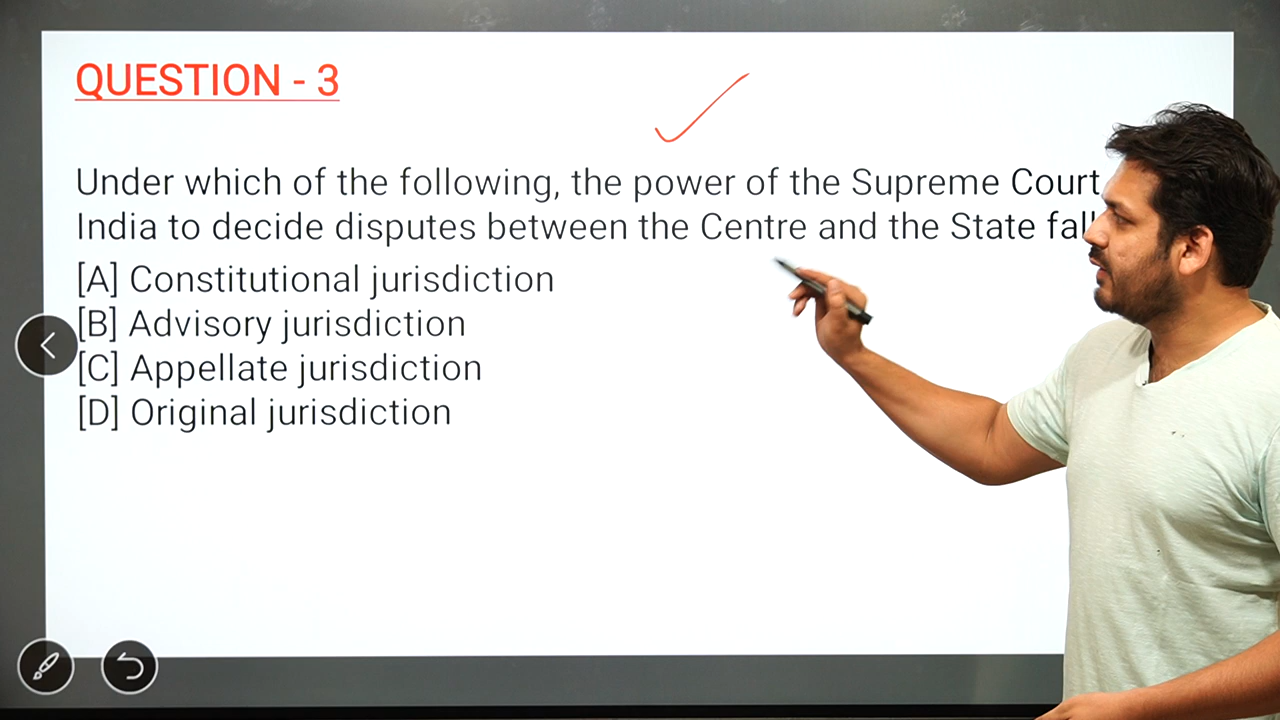 QUESTION - 3
Under which of the following, the power of the Supreme Court
India to decide disputes between the Centre and the State
[A] Constitutional jurisdiction
[B] Advisory jurisdiction
[C] Appellate jurisdiction
[D] Original jurisdiction